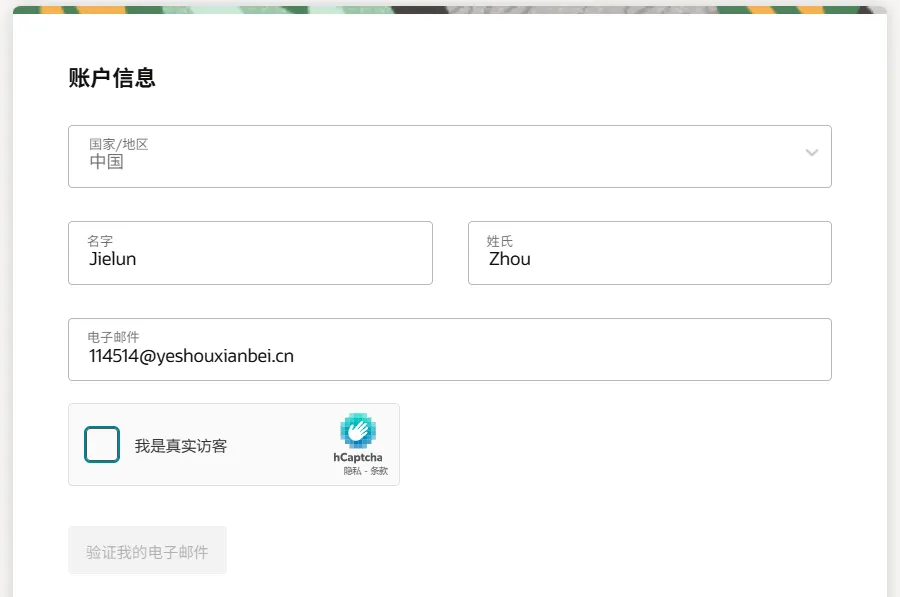 账户信息
国家/地区
中国
名字
Jielun
姓氏
Zhou
电子邮件
114514@yeshouxianbei.cn
我是真实访客
hCaptcha
隐私 - 条款
验证我的电子邮件